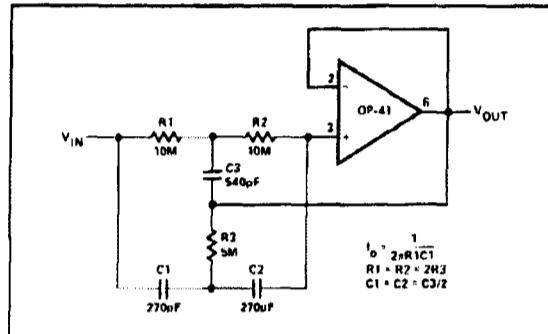 2
OP-43
6
VOUT
3
+
R1
10M
R2
10M
VIN
C3
540pF
R3
5M
C1
270pF
C2
270pF
fo = 1/2πR1C1
R1 = R2 = 2R3
C1 = C2 = C3/2